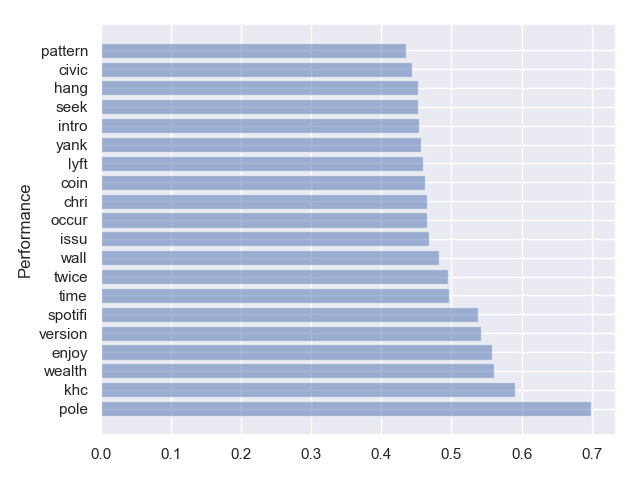 Performance
pattern
civic
hang
seek
intro
yank
lyft
coin
chri
occur
issu
wall
twice
time
spotifi
version
enjoy
wealth
khc
pole
0.0 0.1 0.2 0.3 0.4 0.5 0.6 0.7